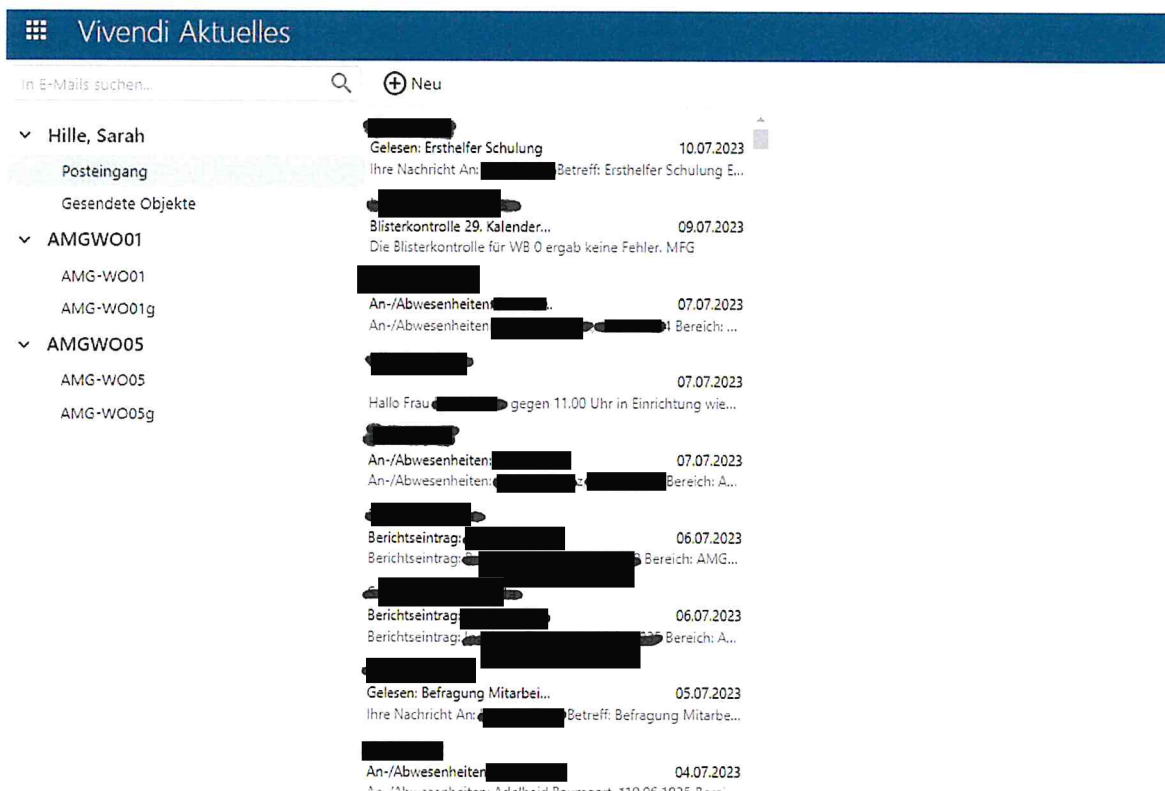 Vivendi Aktuelles
In E-Mails suchen...
Neu
Hille, Sarah
Posteingang
Gesendete Objekte
AMGWO01
AMG-WO01
AMG-WO01g
AMGWO05
AMG-WO05
AMG-WO05g
Gelesen: Ersthelfer Schulung 10.07.2023
Ihre Nachricht An: Betreff: Ersthelfer Schulung E...
Blisterkontrolle 29. Kalender... 09.07.2023
Die Blisterkontrolle für WB 0 ergab keine Fehler. MFG
An-/Abwesenheiten: 07.07.2023
An-/Abwesenheiten Bereich: ...
07.07.2023
Hallo Frau gegen 11.00 Uhr in Einrichtung wie...
An-/Abwesenheiten: 07.07.2023
An-/Abwesenheiten: Bereich: A...
Berichtseintrag: 06.07.2023
Berichtseintrag: Bereich: AMG...
Berichtseintrag: 06.07.2023
Berichtseintrag: Bereich: A...
Gelesen: Befragung Mitarbei... 05.07.2023
Ihre Nachricht An: Betreff: Befragung Mitarbe...
An-/Abwesenheiten 04.07.2023